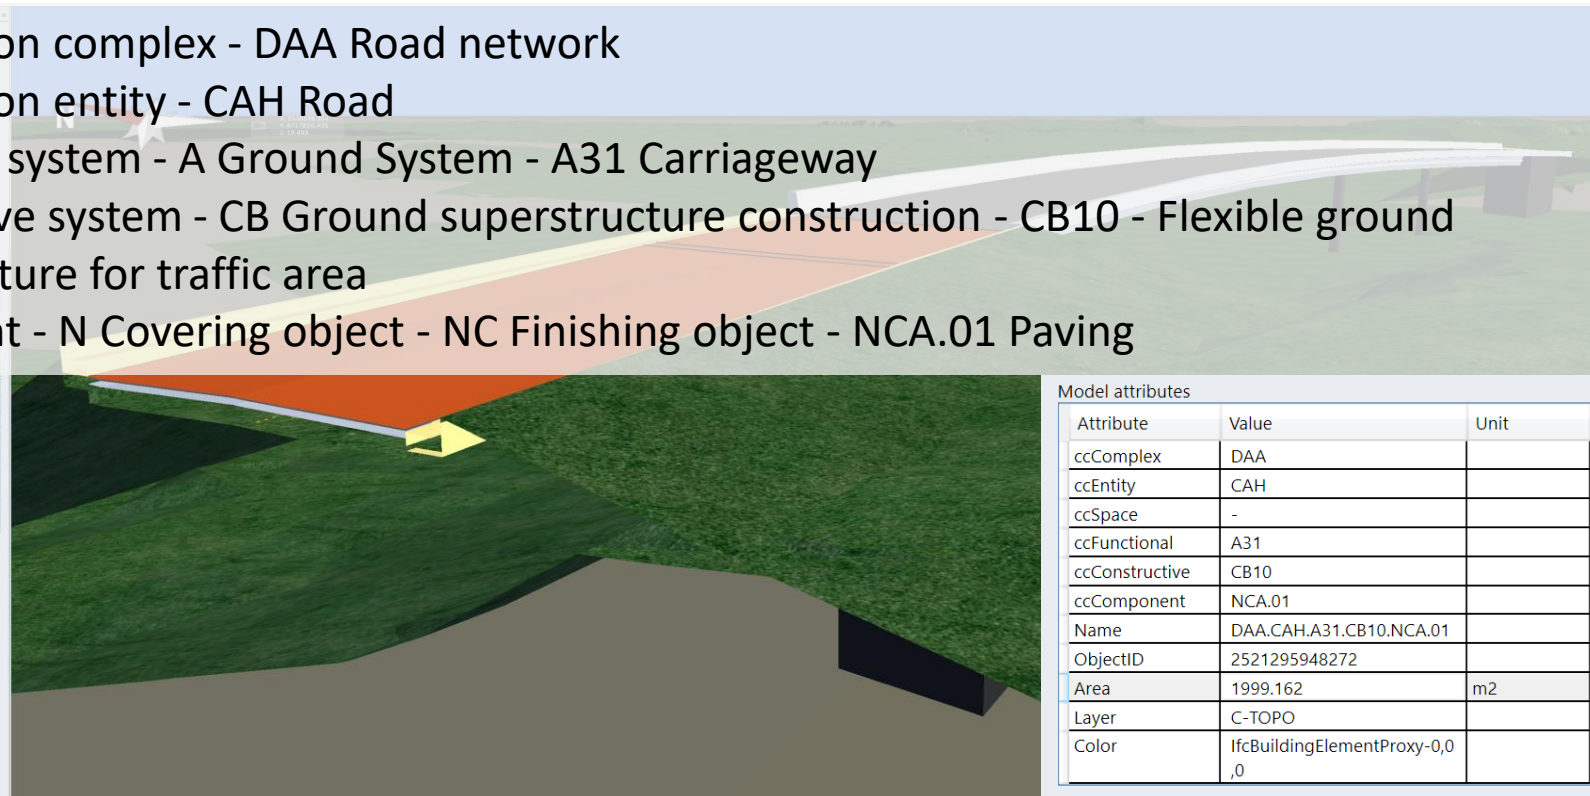 on complex - DAA Road network
on entity - CAH Road
system - A Ground System - A31 Carriageway
ve system - CB Ground superstructure construction - CB10 - Flexible ground
ture for traffic area
t - N Covering object - NC Finishing object - NCA.01 Paving
N
Model attributes
Attribute Value Unit
ccComplex DAA
ccEntity CAH
ccSpace -
ccFunctional A31
ccConstructive CB10
ccComponent NCA.01
Name DAA.CAH.A31.CB10.NCA.01
ObjectID 2521295948272
Area 1999.162 m2
Layer C-TOPO
Color IfcBuildingElementProxy-0,0
,0